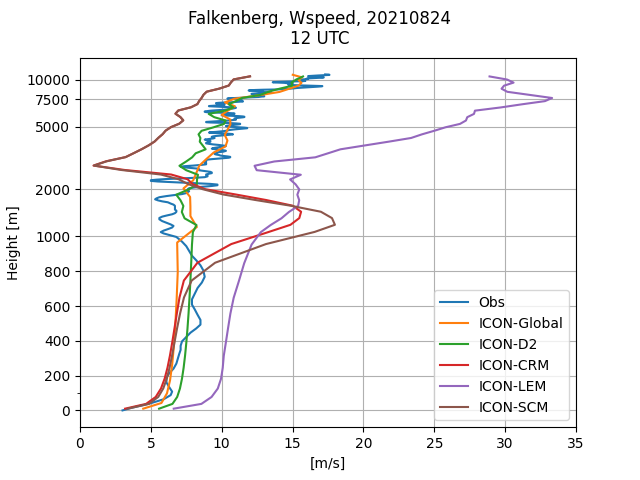 Falkenberg, Wspeed, 20210824
12 UTC
Height [m]
10000
7500
5000
2000
1000
800
600
400
200
0
0 5 10 15 20 25 30 35
[m/s]
Obs
ICON-Global
ICON-D2
ICON-CRM
ICON-LEM
ICON-SCM